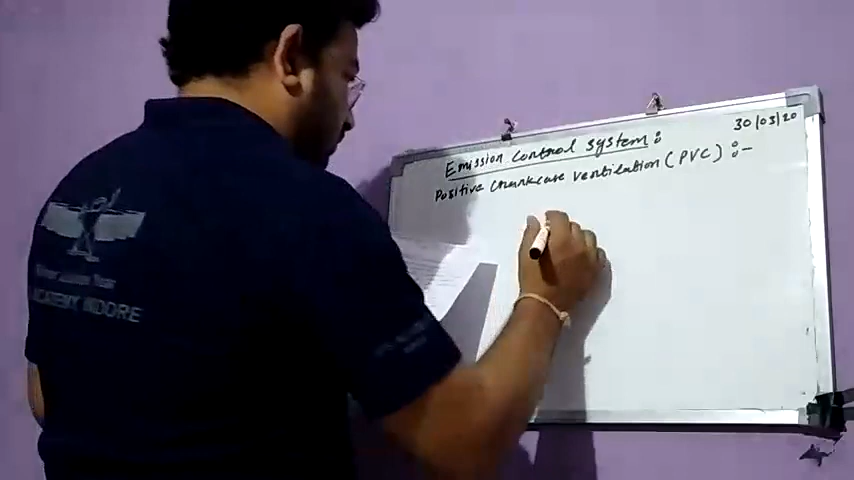 30/03/20
Emission control system :
Positive Crankcase ventilation (PVC) :-
ACADEMY INDORE